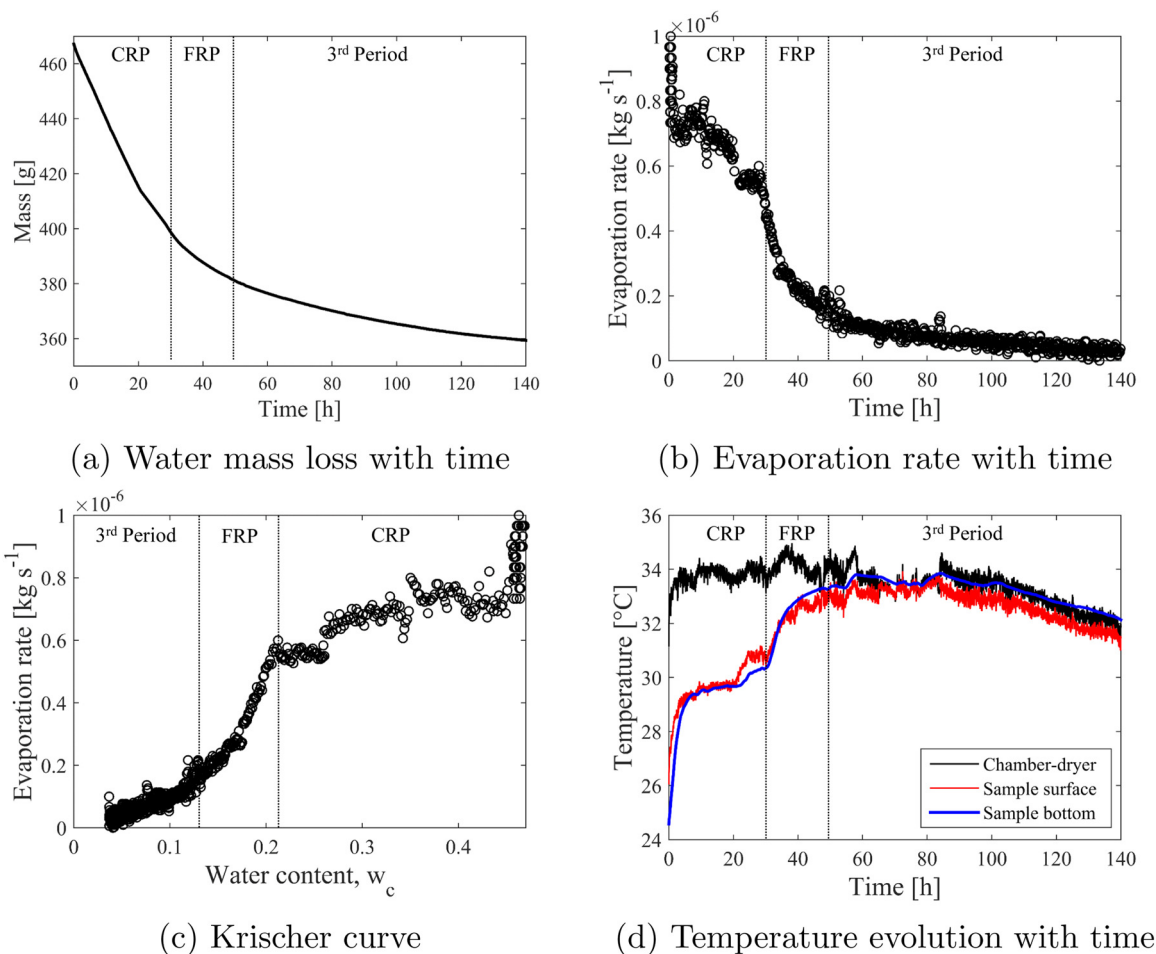 CRP FRP 3rd Period
460
440
420
400
380
360
0 20 40 60 80 100 120 140
Mass [g]
Time [h]
(a) Water mass loss with time
×10-6
CRP FRP 3rd Period
1
0.8
0.6
0.4
0.2
0
0 20 40 60 80 100 120 140
Evaporation rate [kg s-1]
Time [h]
(b) Evaporation rate with time
×10-6
3rd Period FRP CRP
1
0.8
0.6
0.4
0.2
0
0 0.1 0.2 0.3 0.4
Evaporation rate [kg s-1]
Water content, wc
(c) Krischer curve
CRP FRP 3rd Period
36
34
32
30
28
26
24
0 20 40 60 80 100 120 140
Temperature [°C]
Chamber-dryer
Sample surface
Sample bottom
Time [h]
(d) Temperature evolution with time